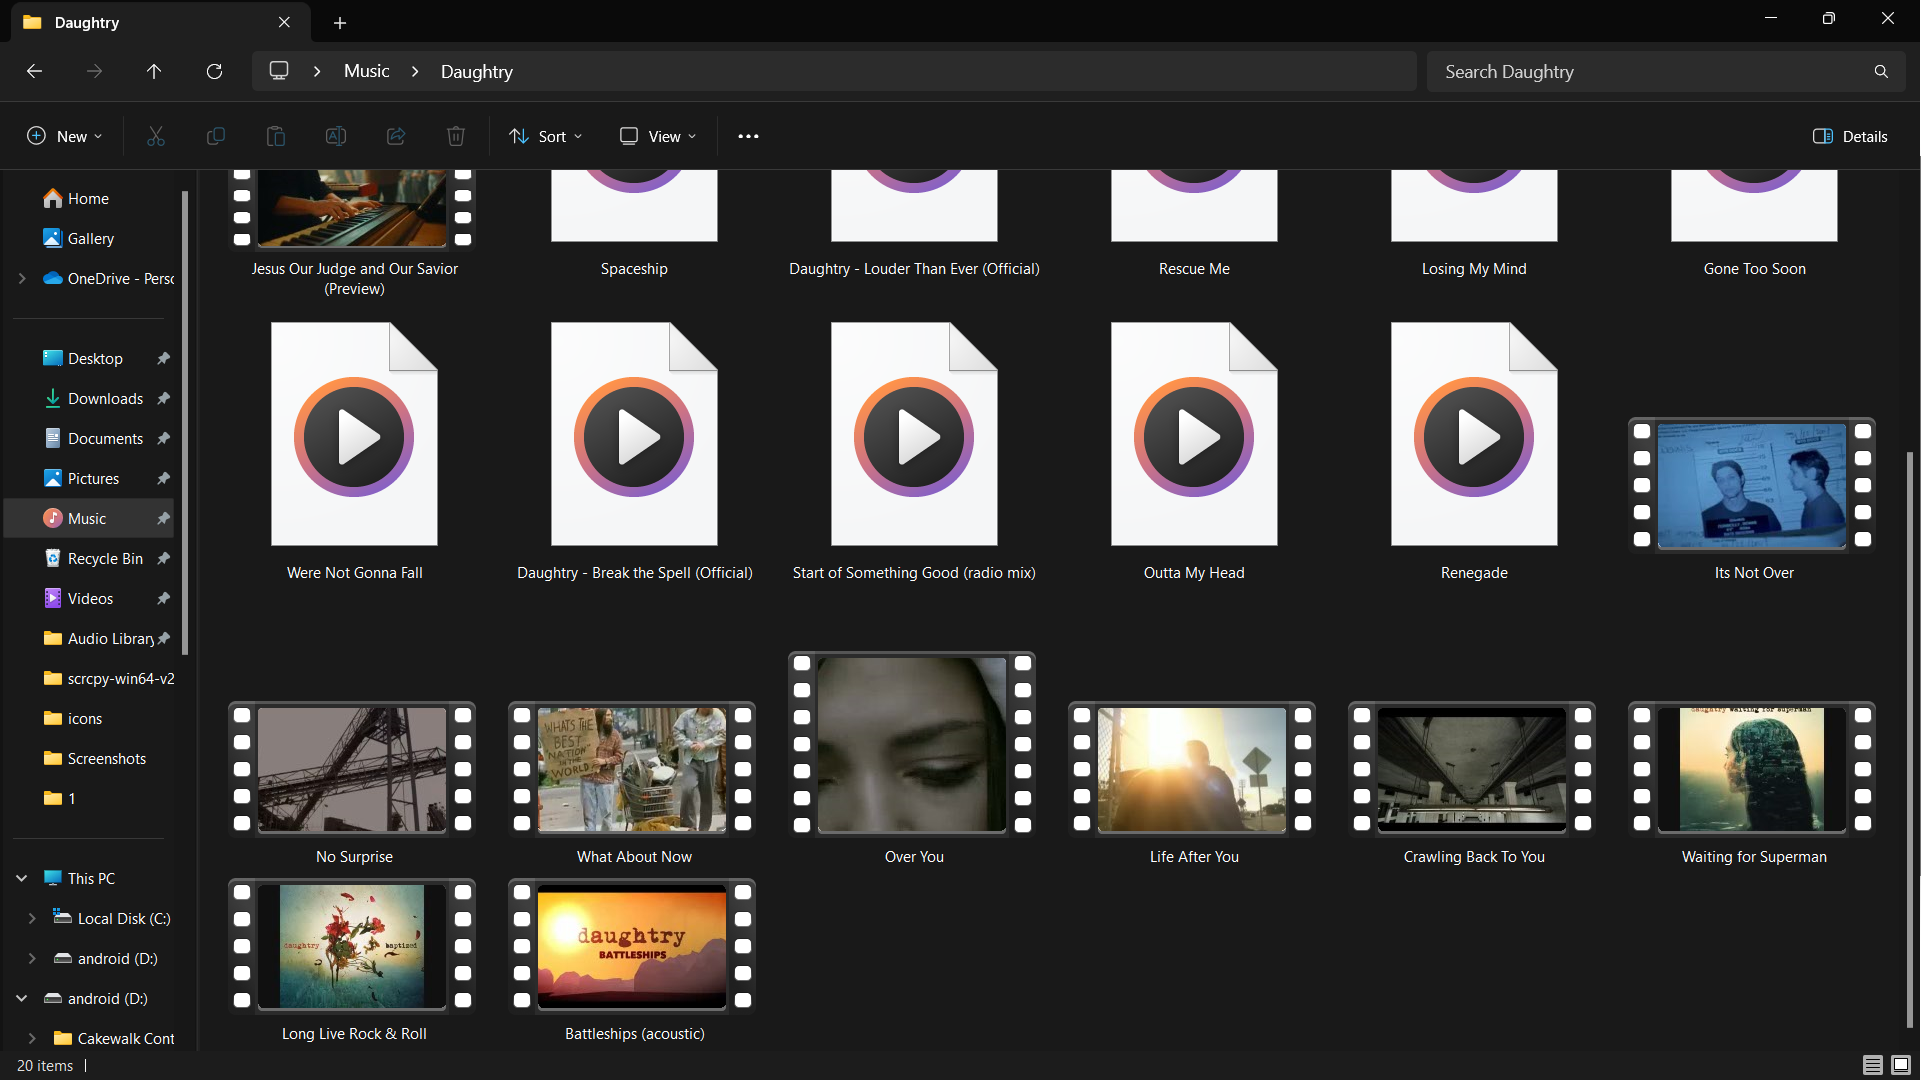 Daughtry
Music
Daughtry
Search Daughtry
New
Sort
View
Details
Home
Gallery
OneDrive - Perso
Desktop
Downloads
Documents
Pictures
Music
Recycle Bin
Videos
Audio Library
scrcpy-win64-v2
icons
Screenshots
1
This PC
Local Disk (C:)
android (D:)
android (D:)
Cakewalk Cont
Jesus Our Judge and Our Savior
(Preview)
Spaceship
Daughtry - Louder Than Ever (Official)
Rescue Me
Losing My Mind
Gone Too Soon
Were Not Gonna Fall
Daughtry - Break the Spell (Official)
Start of Something Good (radio mix)
Outta My Head
Renegade
Its Not Over
WHATS THE
BEST
NATION
IN THE
WORLD
daughtry waiting for superman
No Surprise
What About Now
Over You
Life After You
Crawling Back To You
Waiting for Superman
daughtry
baptized
daughtry
BATTLESHIPS
Long Live Rock & Roll
Battleships (acoustic)
20 items